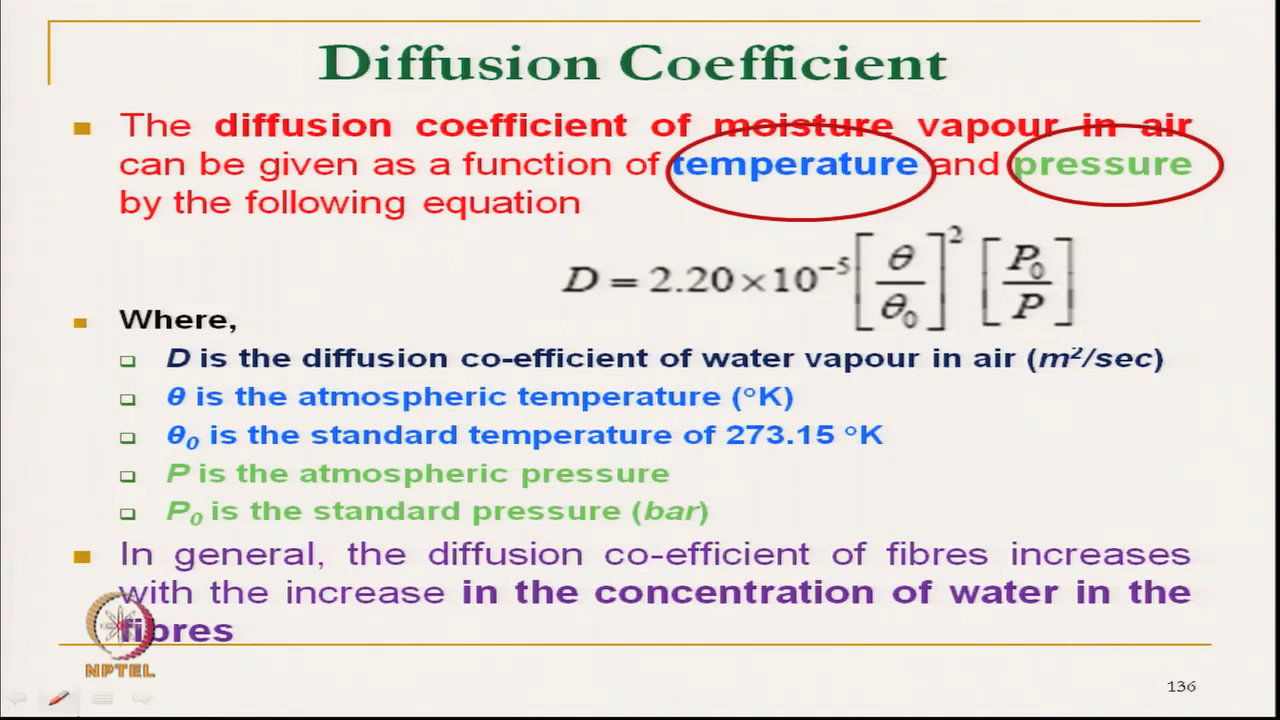 Diffusion Coefficient
The diffusion coefficient of moisture vapour in air
can be given as a function of temperature and pressure
by the following equation
D = 2.20×10⁻⁵ [θ/θ₀]² [P₀/P]
Where,
D is the diffusion co-efficient of water vapour in air (m²/sec)
θ is the atmospheric temperature (°K)
θ₀ is the standard temperature of 273.15 °K
P is the atmospheric pressure
P₀ is the standard pressure (bar)
In general, the diffusion co-efficient of fibres increases
with the increase in the concentration of water in the
fibres
NPTEL
136